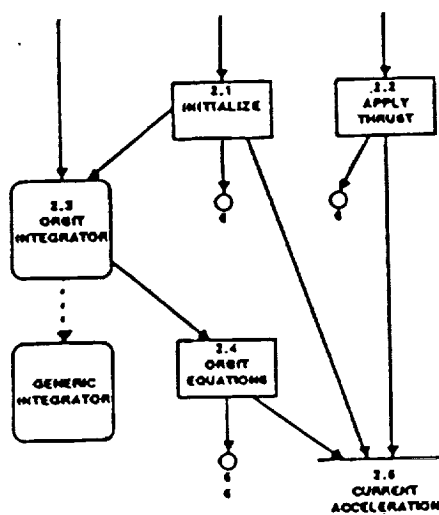 2.1
INITIALIZE
2.2
APPLY
THRUST
2.3
ORBIT
INTEGRATOR
2.4
ORBIT
EQUATIONS
GENERIC
INTEGRATOR
2.5
CURRENT
ACCELERATION